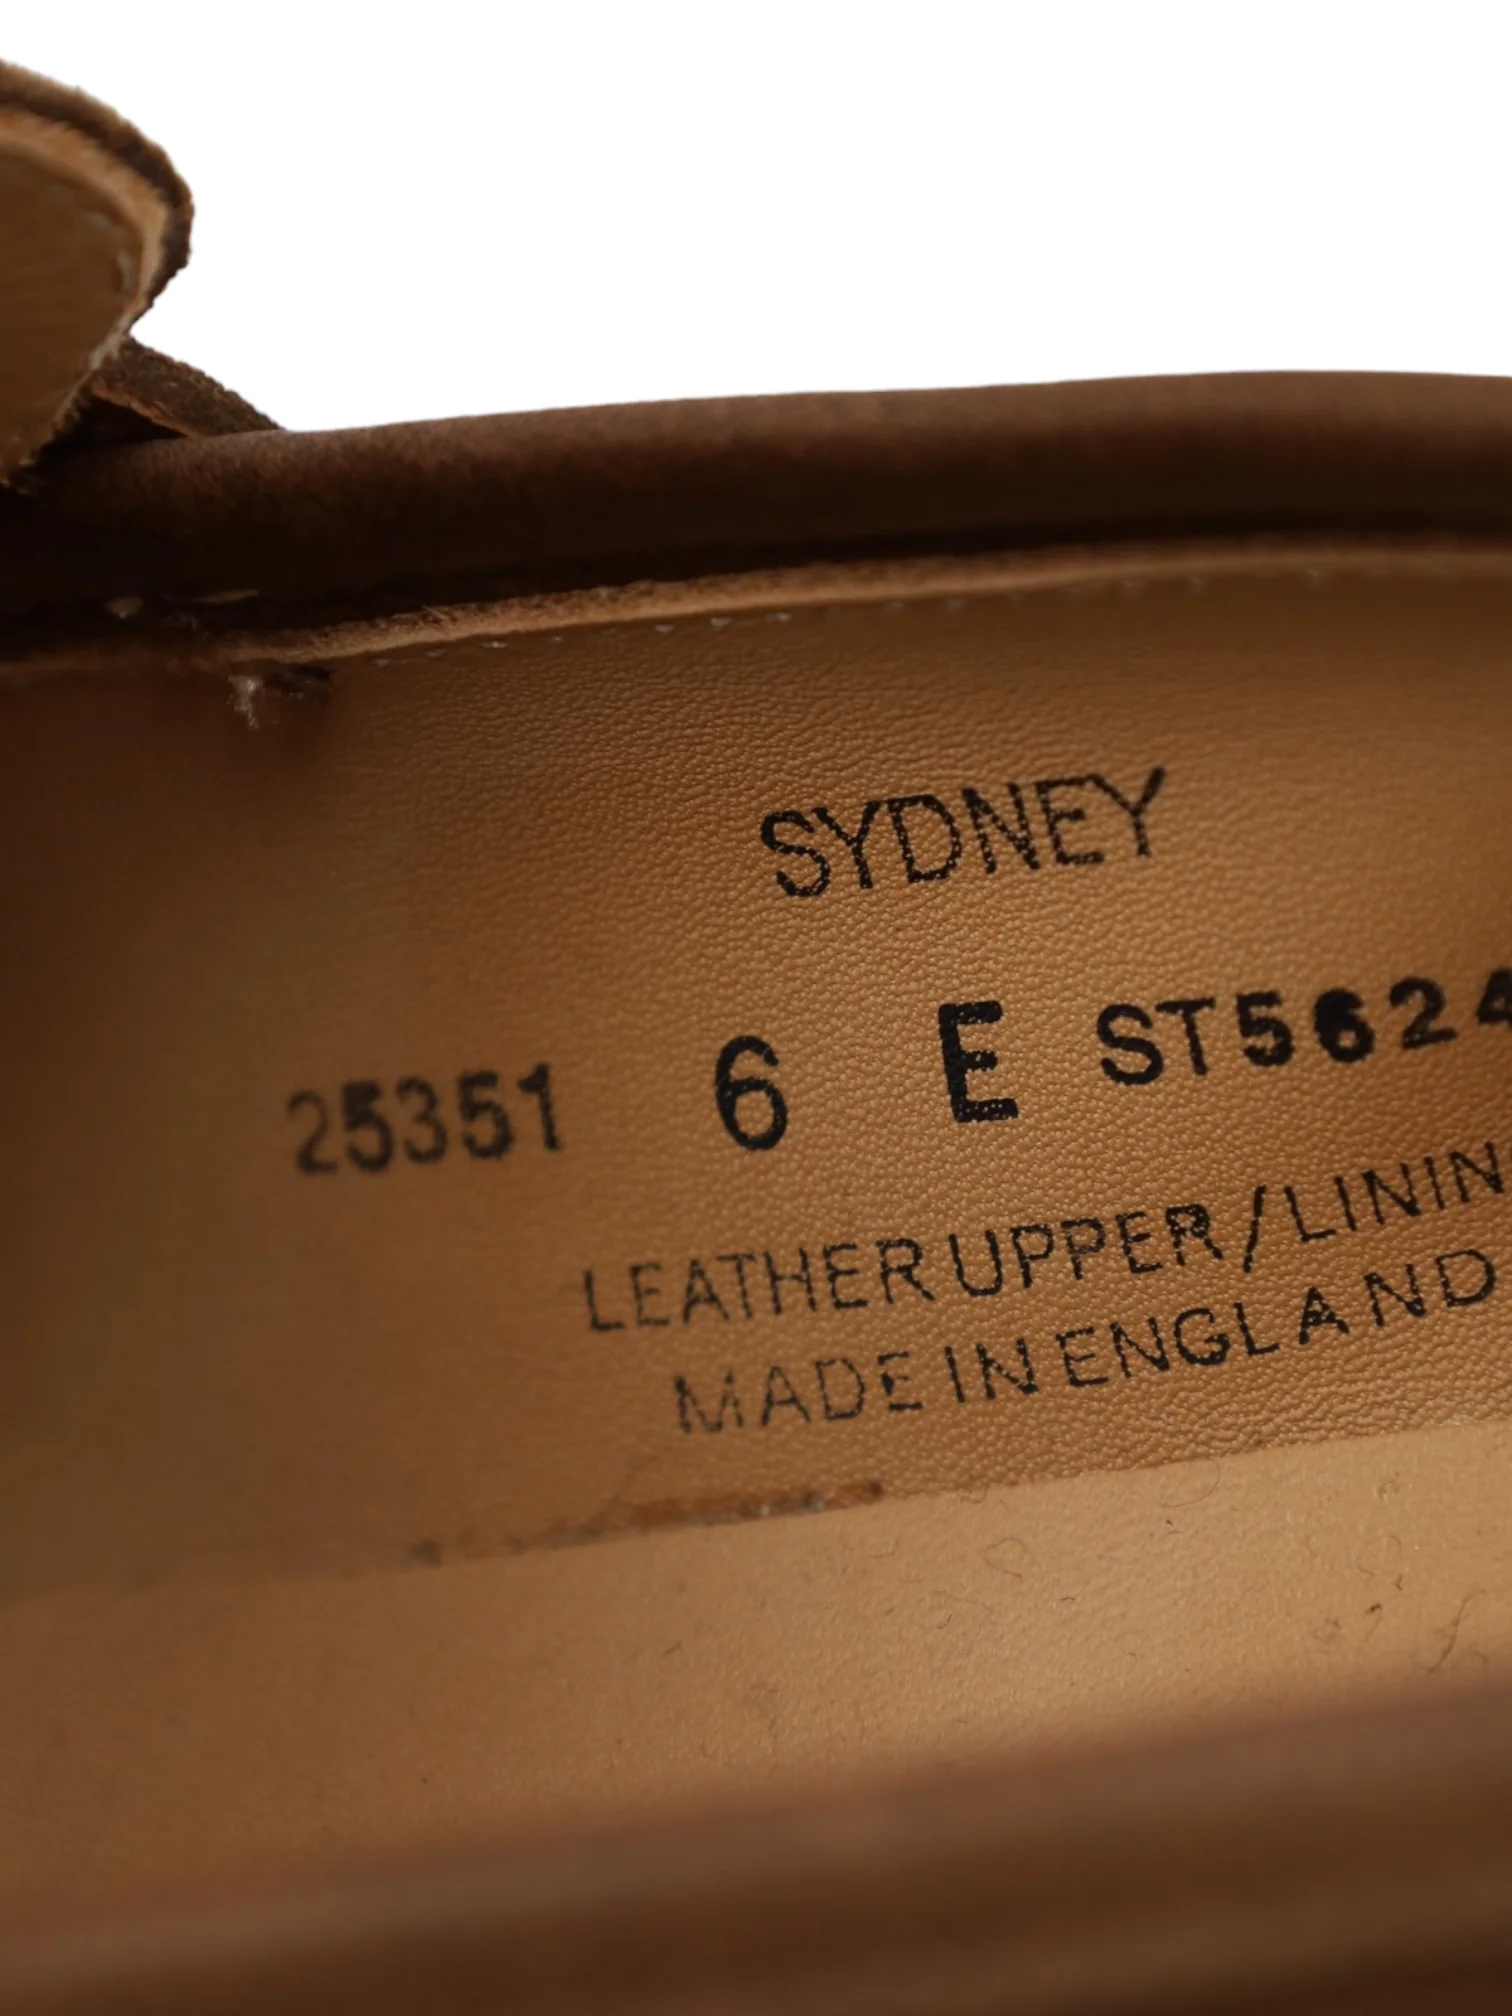 SYDNEY
25351 6 E ST5624
LEATHER UPPER/LININ
MADE IN ENGLAND